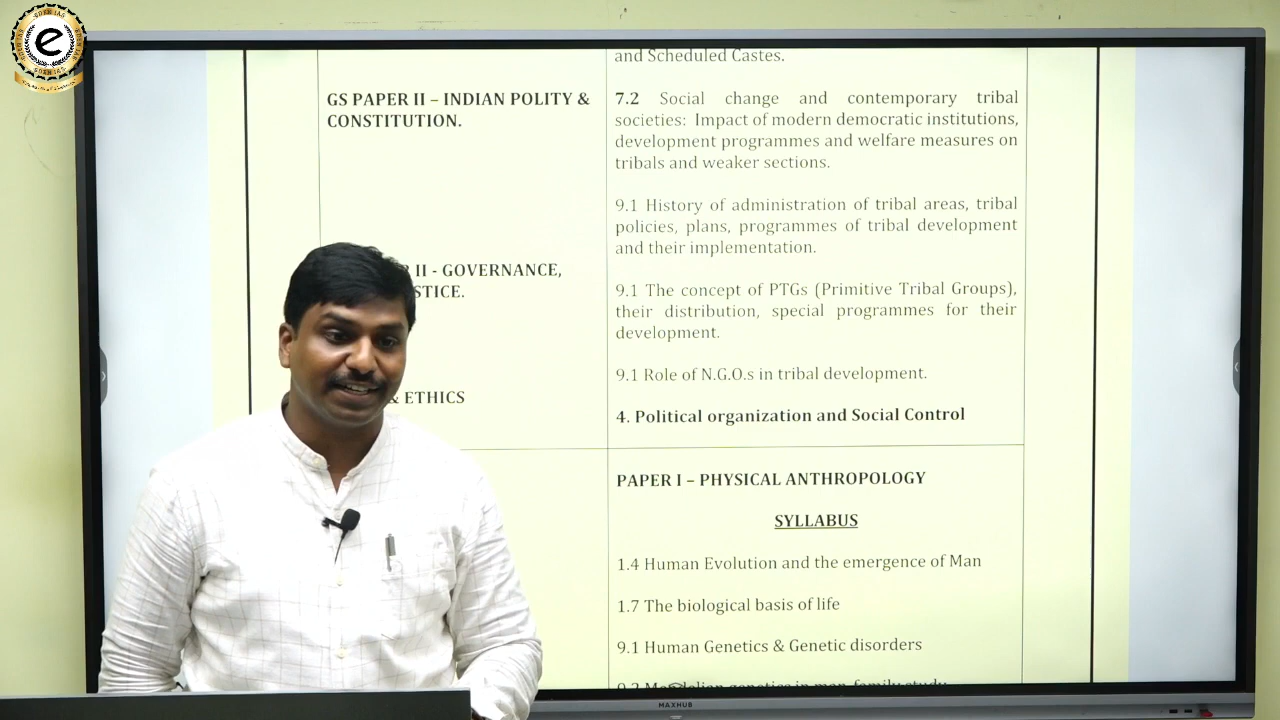 e
SURE IAS
and Scheduled Castes.
GS PAPER II – INDIAN POLITY &
CONSTITUTION.
7.2 Social change and contemporary tribal
societies: Impact of modern democratic institutions,
development programmes and welfare measures on
tribals and weaker sections.
9.1 History of administration of tribal areas, tribal
policies, plans, programmes of tribal development
and their implementation.
II - GOVERNANCE,
STICE.
9.1 The concept of PTGs (Primitive Tribal Groups),
their distribution, special programmes for their
development.
9.1 Role of N.G.O.s in tribal development.
& ETHICS
4. Political organization and Social Control
PAPER I – PHYSICAL ANTHROPOLOGY
SYLLABUS
1.4 Human Evolution and the emergence of Man
1.7 The biological basis of life
9.1 Human Genetics & Genetic disorders
MAXHUB